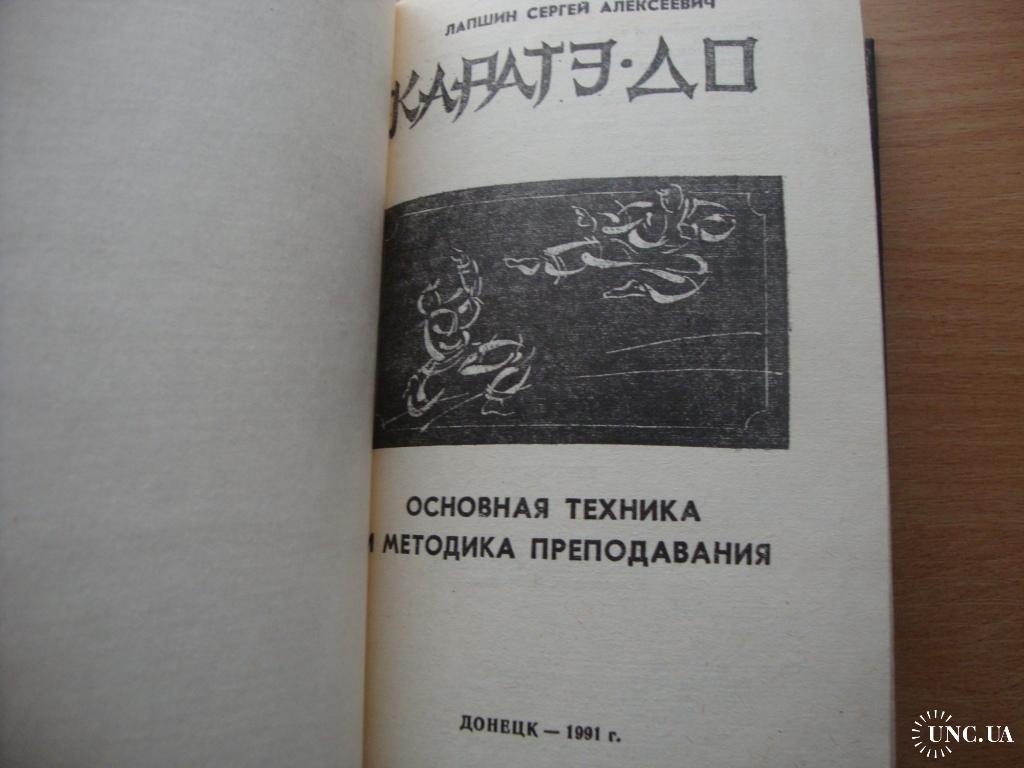 ЛАПШИН СЕРГЕЙ АЛЕКСЕЕВИЧ
КАРАТЭ·ДО
ОСНОВНАЯ ТЕХНИКА
И МЕТОДИКА ПРЕПОДАВАНИЯ
ДОНЕЦК — 1991 г.
UNC.UA